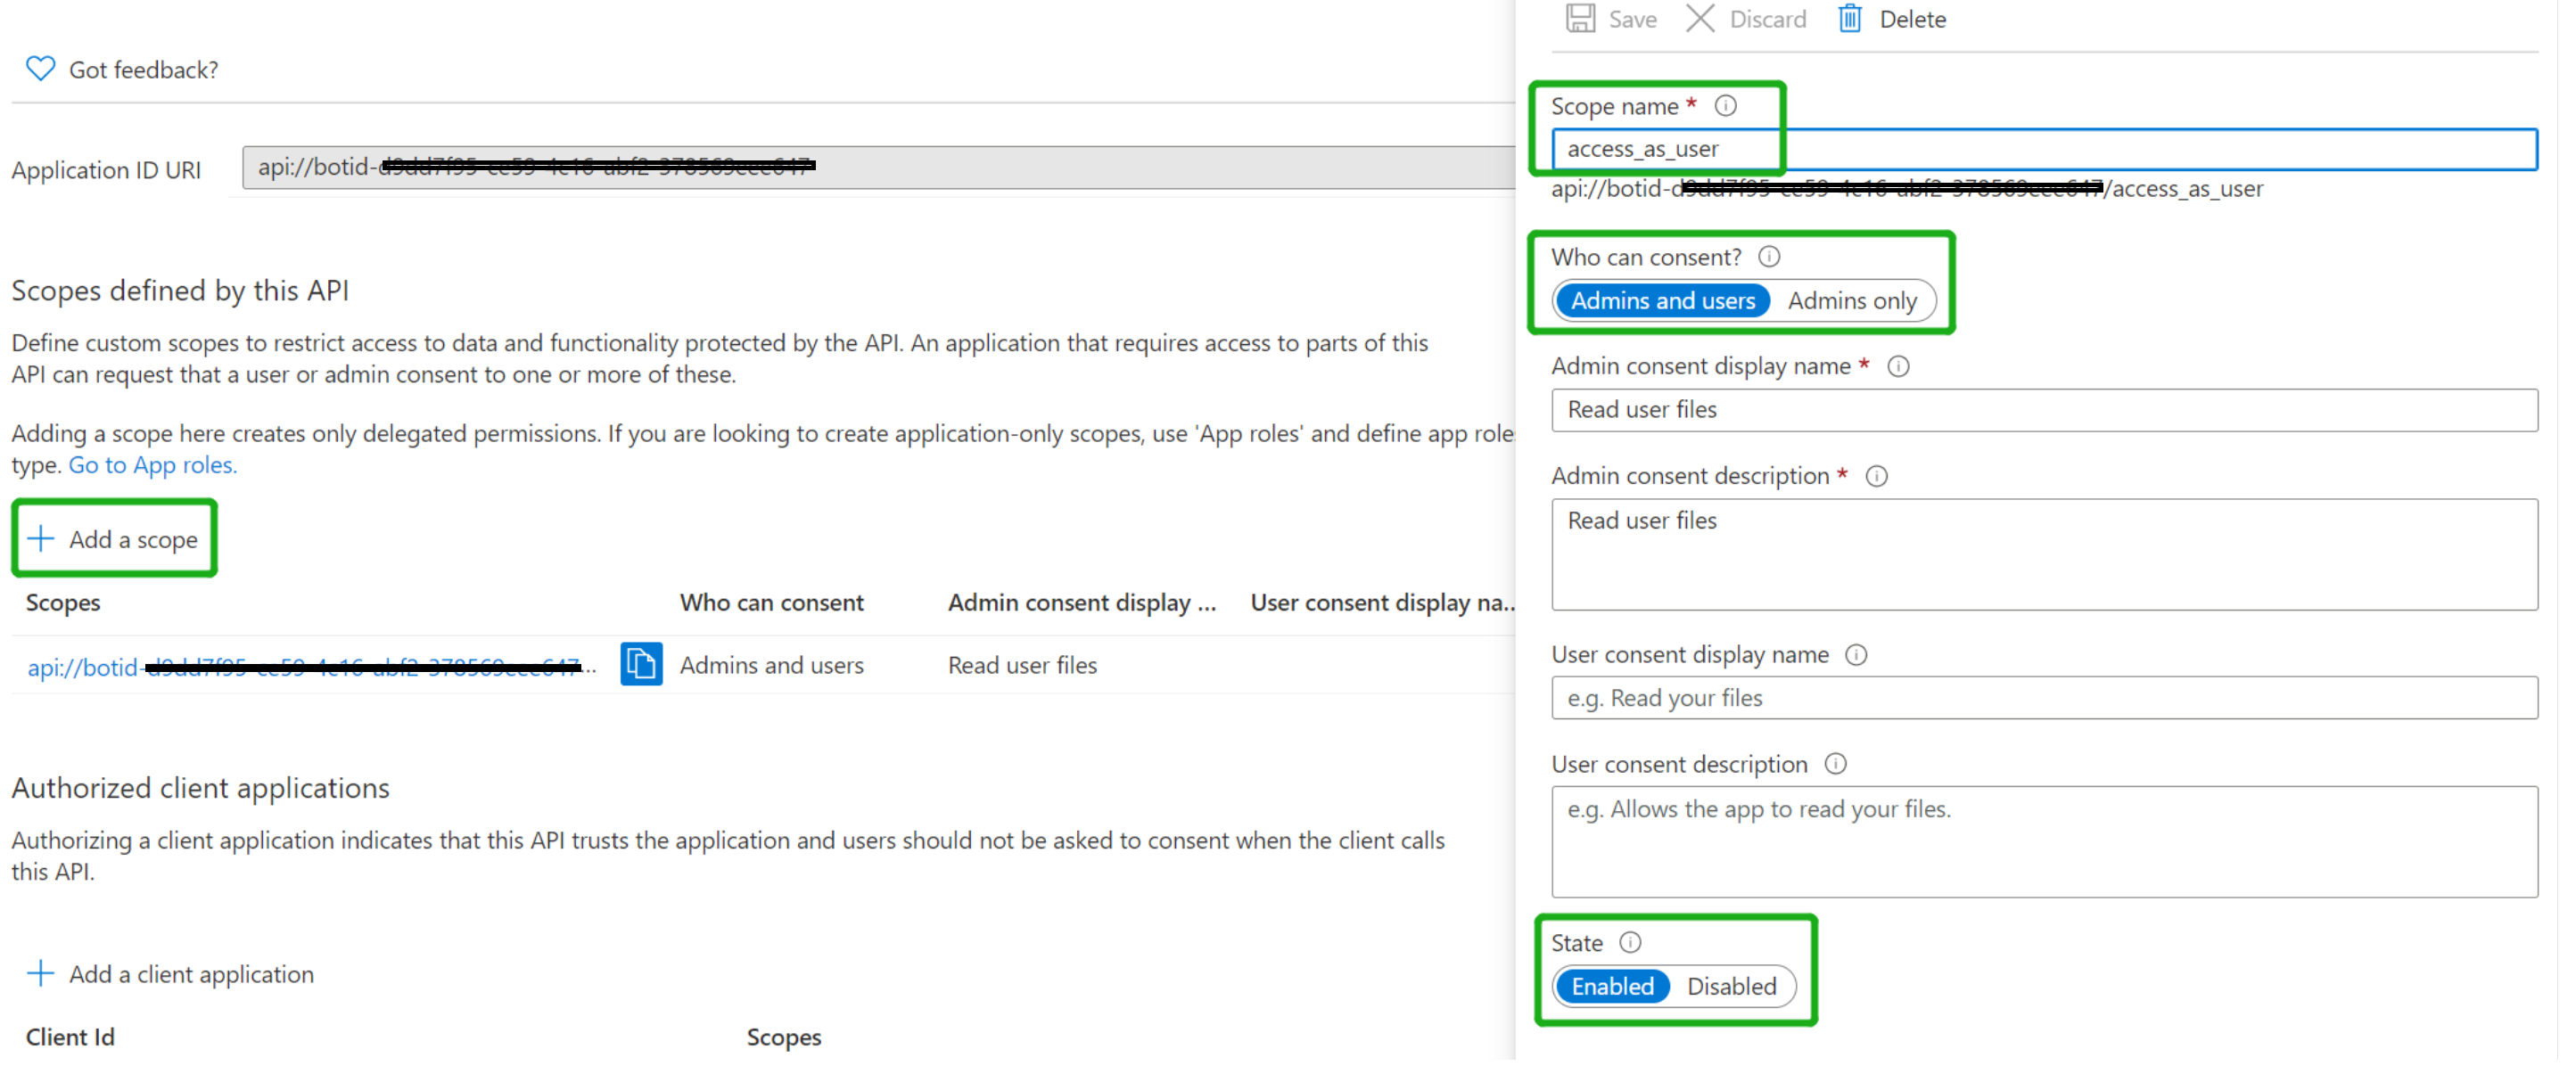 Got feedback?
Application ID URI
api://botid-
Scopes defined by this API
Define custom scopes to restrict access to data and functionality protected by the API. An application that requires access to parts of this
API can request that a user or admin consent to one or more of these.
Adding a scope here creates only delegated permissions. If you are looking to create application-only scopes, use 'App roles' and define app role
type. Go to App roles.
Add a scope
Scopes Who can consent Admin consent display ... User consent display na...
api://botid- ... Admins and users Read user files
Authorized client applications
Authorizing a client application indicates that this API trusts the application and users should not be asked to consent when the client calls
this API.
Add a client application
Client Id Scopes
Save Discard Delete
Scope name *
access_as_user
api://botid- /access_as_user
Who can consent?
Admins and users Admins only
Admin consent display name *
Read user files
Admin consent description *
Read user files
User consent display name
e.g. Read your files
User consent description
e.g. Allows the app to read your files.
State
Enabled Disabled